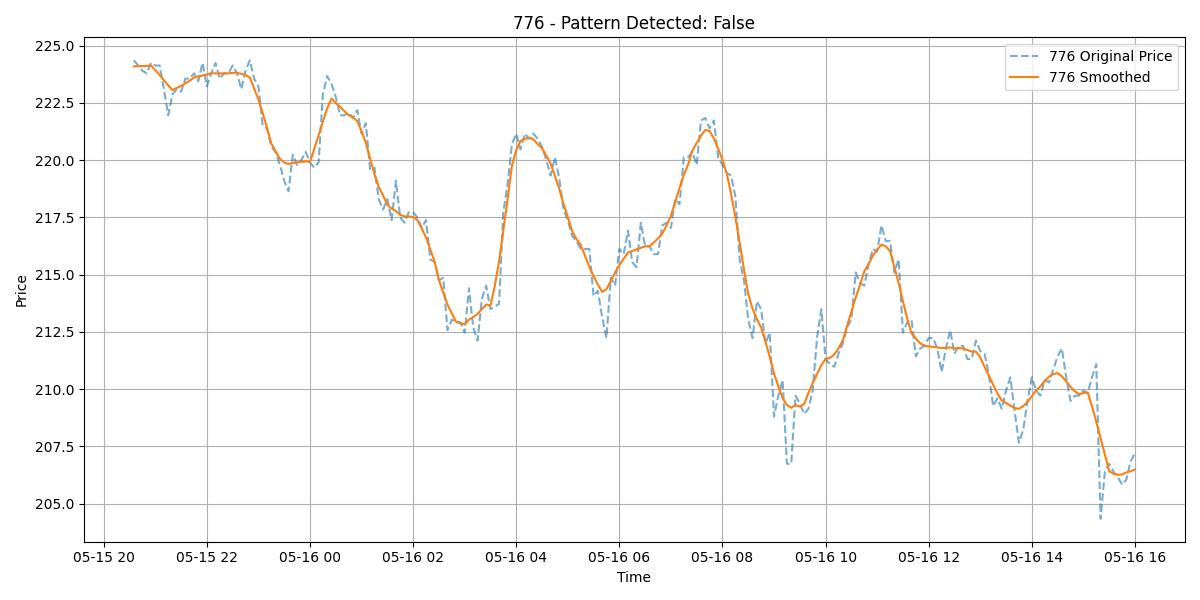 776 - Pattern Detected: False
776 Original Price
776 Smoothed
Price
225.0
222.5
220.0
217.5
215.0
212.5
210.0
207.5
205.0
05-15 20 05-15 22 05-16 00 05-16 02 05-16 04 05-16 06 05-16 08 05-16 10 05-16 12 05-16 14 05-16 16
Time